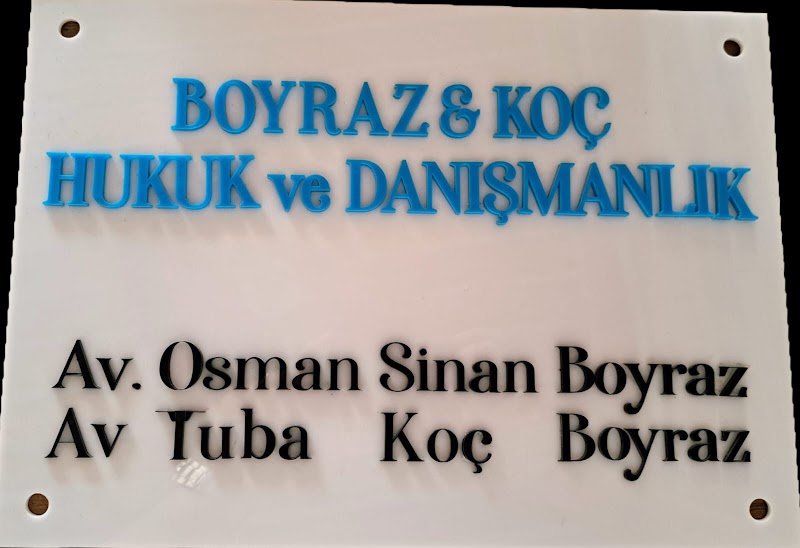 BOYRAZ & KOÇ
HUKUK ve DANIŞMANLIK
Av. Osman Sinan Boyraz
Av Tuba Koç Boyraz